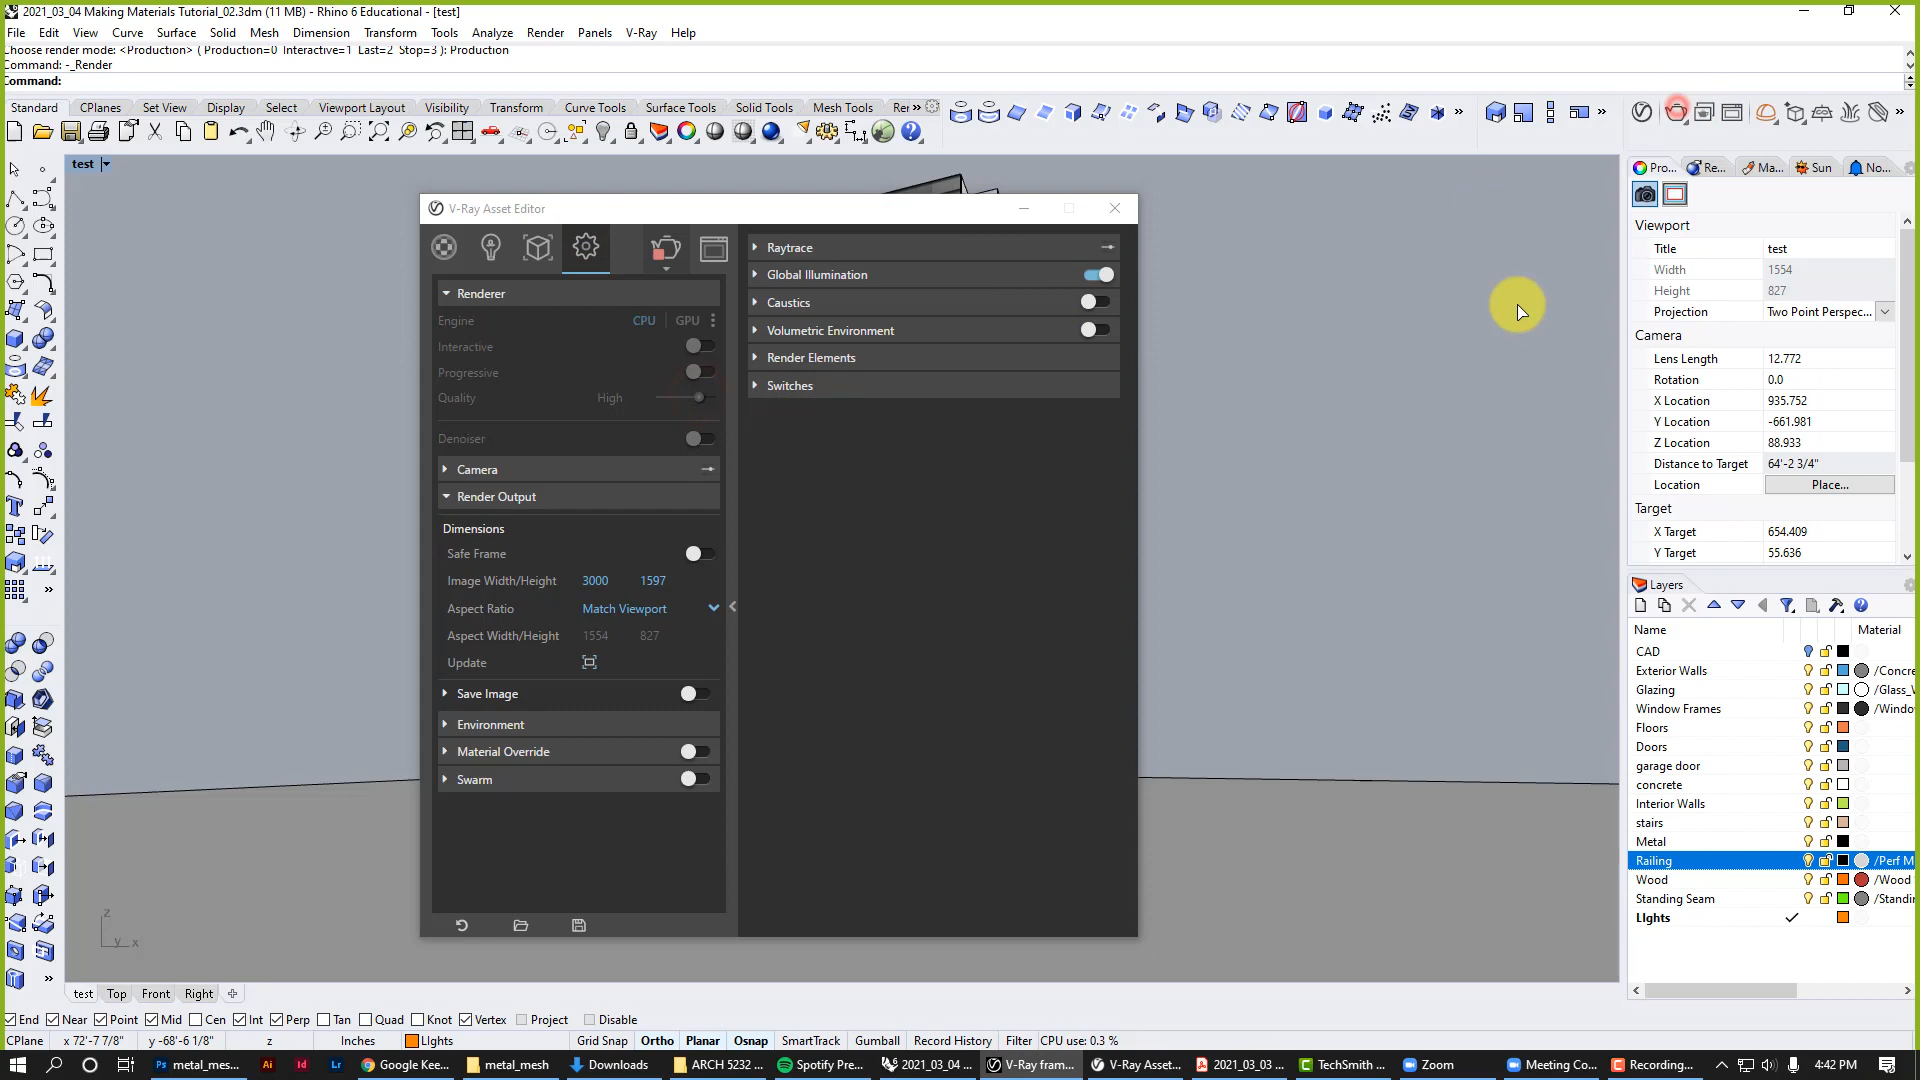 2021_03_04 Making Materials Tutorial_02.3dm (11 MB) - Rhino 6 Educational - [test]
File Edit View Curve Surface Solid Mesh Dimension Transform Tools Analyze Render Panels V-Ray Help
Choose render mode: <Production> ( Production=0 Interactive=1 Last=2 Stop=3 ): Production
Command: -_Render
Command:
Standard CPlanes Set View Display Select Viewport Layout Visibility Transform Curve Tools Surface Tools Solid Tools Mesh Tools Rer »
test
V-Ray Asset Editor
Renderer
Engine CPU GPU
Interactive
Progressive
Quality High
Denoiser
Camera
Render Output
Dimensions
Safe Frame
Image Width/Height 3000 1597
Aspect Ratio Match Viewport
Aspect Width/Height 1554 827
Update
Save Image
Environment
Material Override
Swarm
Raytrace
Global Illumination
Caustics
Volumetric Environment
Render Elements
Switches
Pro... Re... Ma... Sun No...
Viewport
Title test
Width 1554
Height 827
Projection Two Point Perspec...
Camera
Lens Length 12.772
Rotation 0.0
X Location 935.752
Y Location -661.981
Z Location 88.933
Distance to Target 64'-2 3/4"
Location Place...
Target
X Target 654.409
Y Target 55.636
Layers
Name Material
CAD
Exterior Walls /Concre
Glazing /Glass_V
Window Frames /Windo
Floors
Doors
garage door
concrete
Interior Walls
stairs
Metal
Railing /Perf M
Wood /Wood
Standing Seam /Standin
LIghts
z
y x
test Top Front Right
End Near Point Mid Cen Int Perp Tan Quad Knot Vertex Project Disable
CPlane x 72'-7 7/8" y -68'-6 1/8" z Inches LIghts Grid Snap Ortho Planar Osnap SmartTrack Gumball Record History Filter CPU use: 0.3 %
Ps metal_mes... Ai Id Lr Google Kee... metal_mesh Downloads ARCH 5232 ... Spotify Pre... 2021_03_04 ... V-Ray fram... V-Ray Asset... 2021_03_03 ... TechSmith ... Zoom Meeting Co... Recording... 4:42 PM